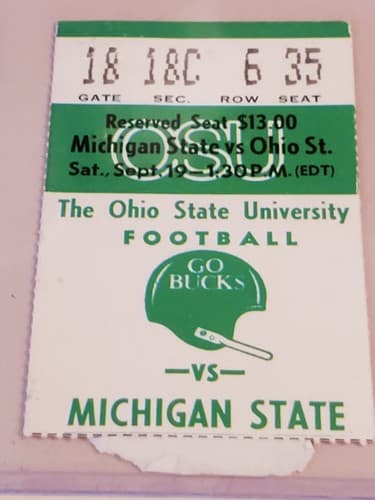 18 18C 6 35
GATE SEC. ROW SEAT
OSU
Reserved Seat $13.00
Michigan State vs Ohio St.
Sat., Sept. 19-1:30 P.M. (EDT)
The Ohio State University
FOOTBALL
GO
BUCKS
-VS-
MICHIGAN STATE